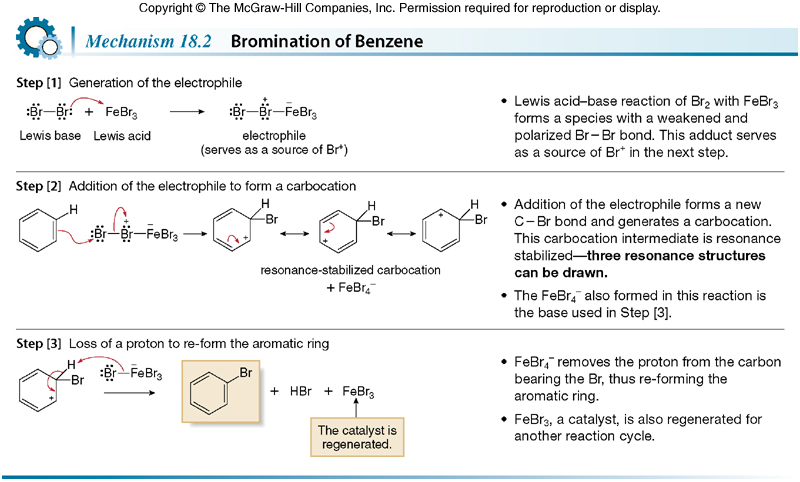 Copyright © The McGraw-Hill Companies, Inc. Permission required for reproduction or display.
Mechanism 18.2 Bromination of Benzene
Step [1] Generation of the electrophile
:Br—Br: + FeBr₃ → :Br—Br⁺—FeBr₃⁻
Lewis base Lewis acid electrophile
(serves as a source of Br⁺)
• Lewis acid–base reaction of Br₂ with FeBr₃
forms a species with a weakened and
polarized Br–Br bond. This adduct serves
as a source of Br⁺ in the next step.
Step [2] Addition of the electrophile to form a carbocation
H :Br—Br⁺—FeBr₃⁻ → H Br + ↔ H Br + ↔ H Br +
resonance-stabilized carbocation
+ FeBr₄⁻
• Addition of the electrophile forms a new
C–Br bond and generates a carbocation.
This carbocation intermediate is resonance
stabilized—three resonance structures
can be drawn.
• The FeBr₄⁻ also formed in this reaction is
the base used in Step [3].
Step [3] Loss of a proton to re-form the aromatic ring
H Br + :Br—FeBr₃⁻ → Br + HBr + FeBr₃
The catalyst is
regenerated.
• FeBr₄⁻ removes the proton from the carbon
bearing the Br, thus re-forming the
aromatic ring.
• FeBr₃, a catalyst, is also regenerated for
another reaction cycle.